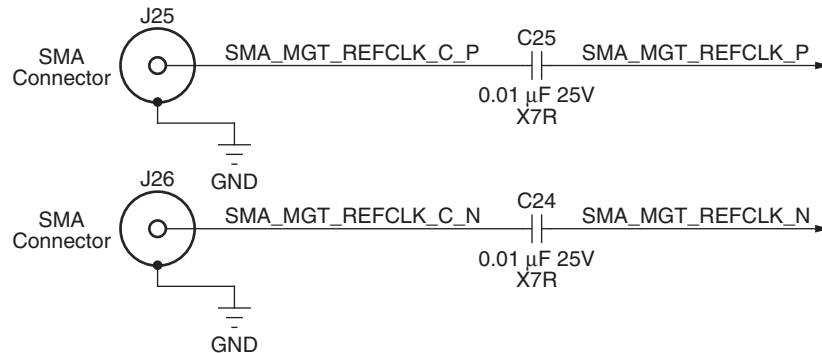 J25
SMA
Connector
SMA_MGT_REFCLK_C_P
C25
SMA_MGT_REFCLK_P
0.01 μF 25V
X7R
GND
J26
SMA
Connector
SMA_MGT_REFCLK_C_N
C24
SMA_MGT_REFCLK_N
0.01 μF 25V
X7R
GND